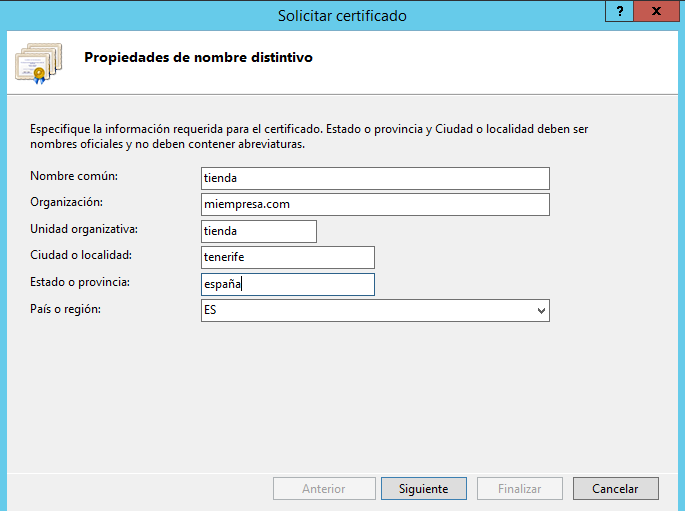 Solicitar certificado
?
x
Propiedades de nombre distintivo
Especifique la información requerida para el certificado. Estado o provincia y Ciudad o localidad deben ser
nombres oficiales y no deben contener abreviaturas.
Nombre común: tienda
Organización: miempresa.com
Unidad organizativa: tienda
Ciudad o localidad: tenerife
Estado o provincia: españa
País o región: ES
Anterior Siguiente Finalizar Cancelar